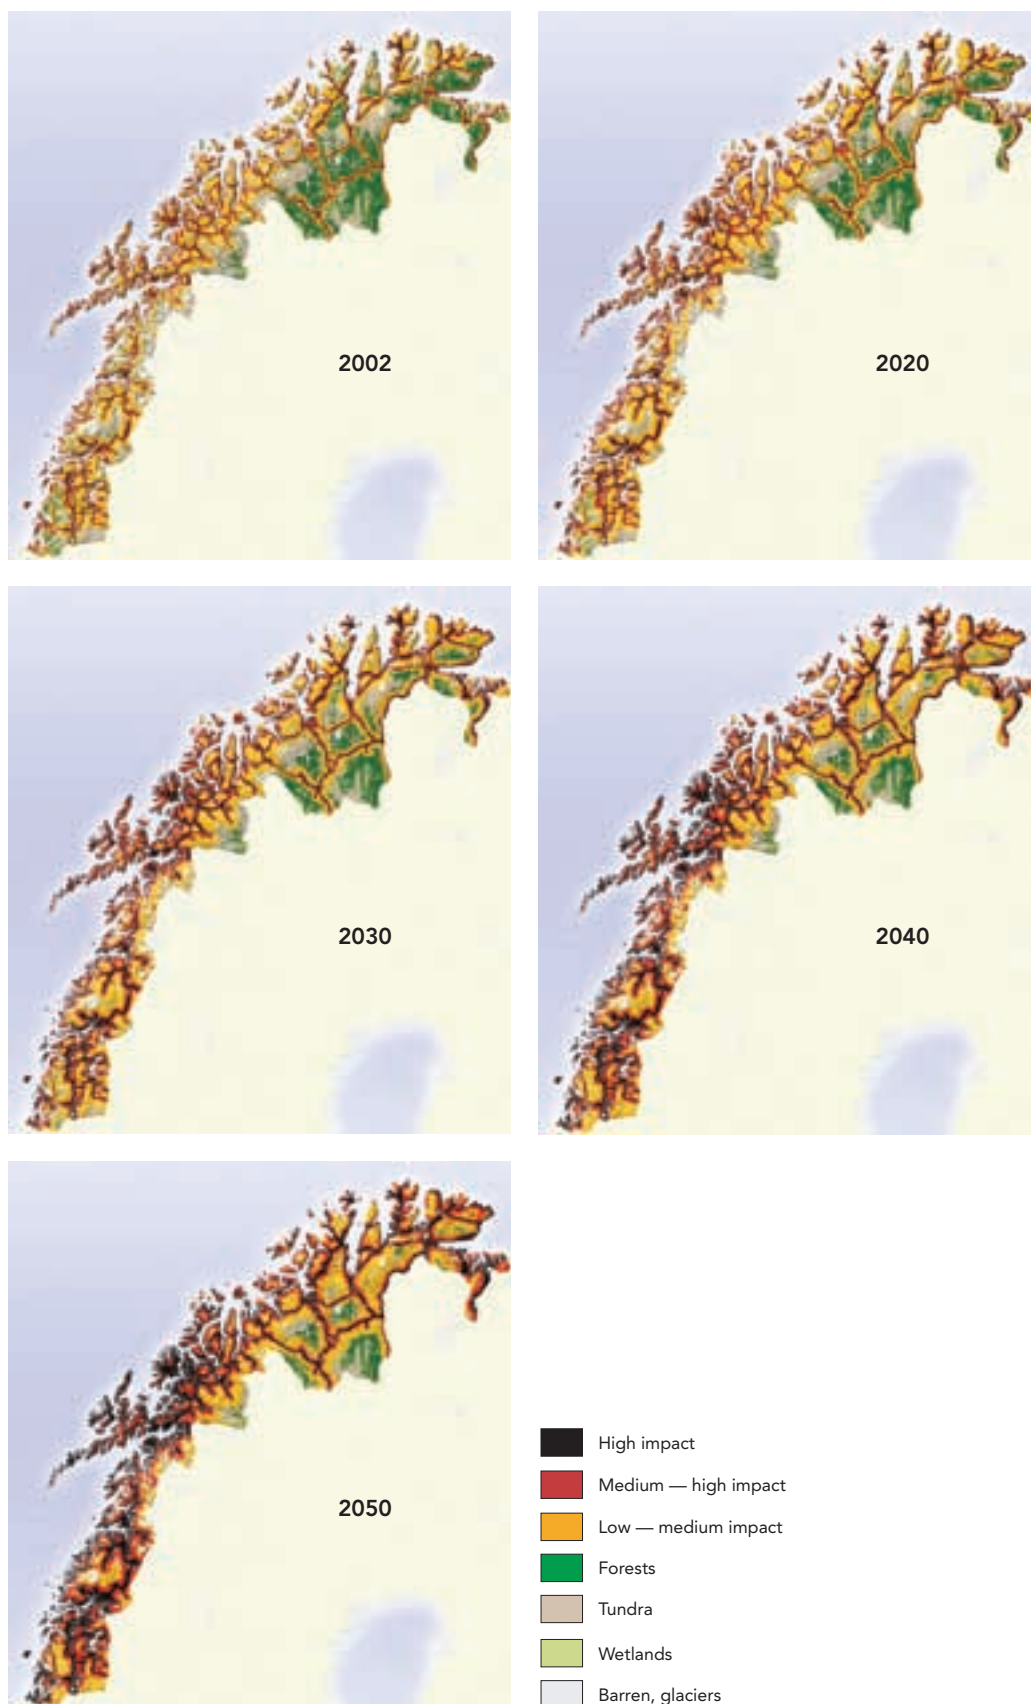 2002
2020
2030
2040
2050
High impact
Medium — high impact
Low — medium impact
Forests
Tundra
Wetlands
Barren, glaciers